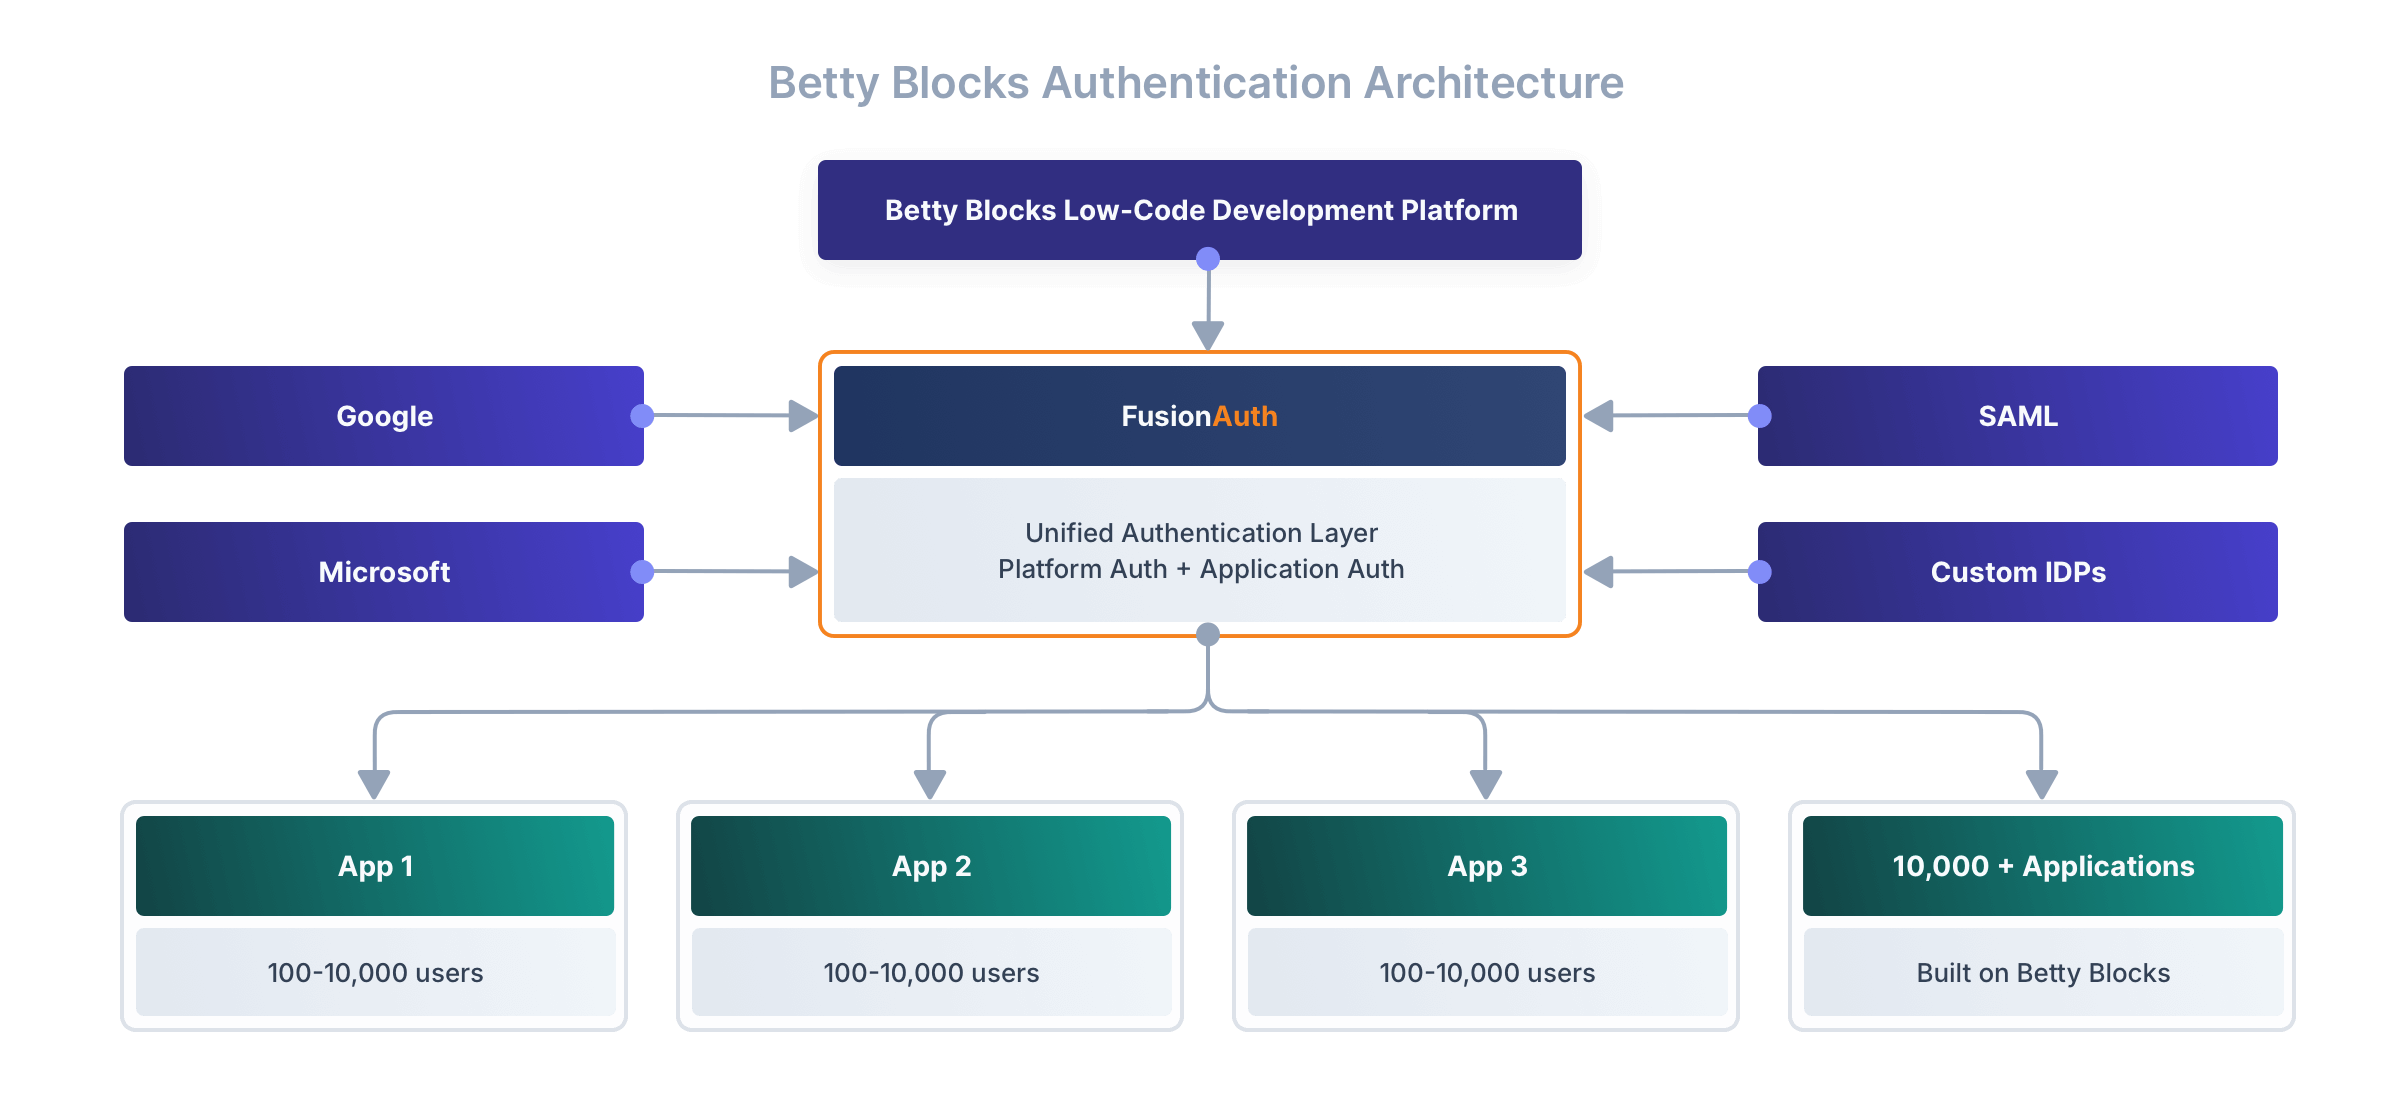 Betty Blocks Authentication Architecture
Betty Blocks Low-Code Development Platform
Google
FusionAuth
SAML
Microsoft
Unified Authentication Layer
Platform Auth + Application Auth
Custom IDPs
App 1
App 2
App 3
10,000 + Applications
100-10,000 users
100-10,000 users
100-10,000 users
Built on Betty Blocks